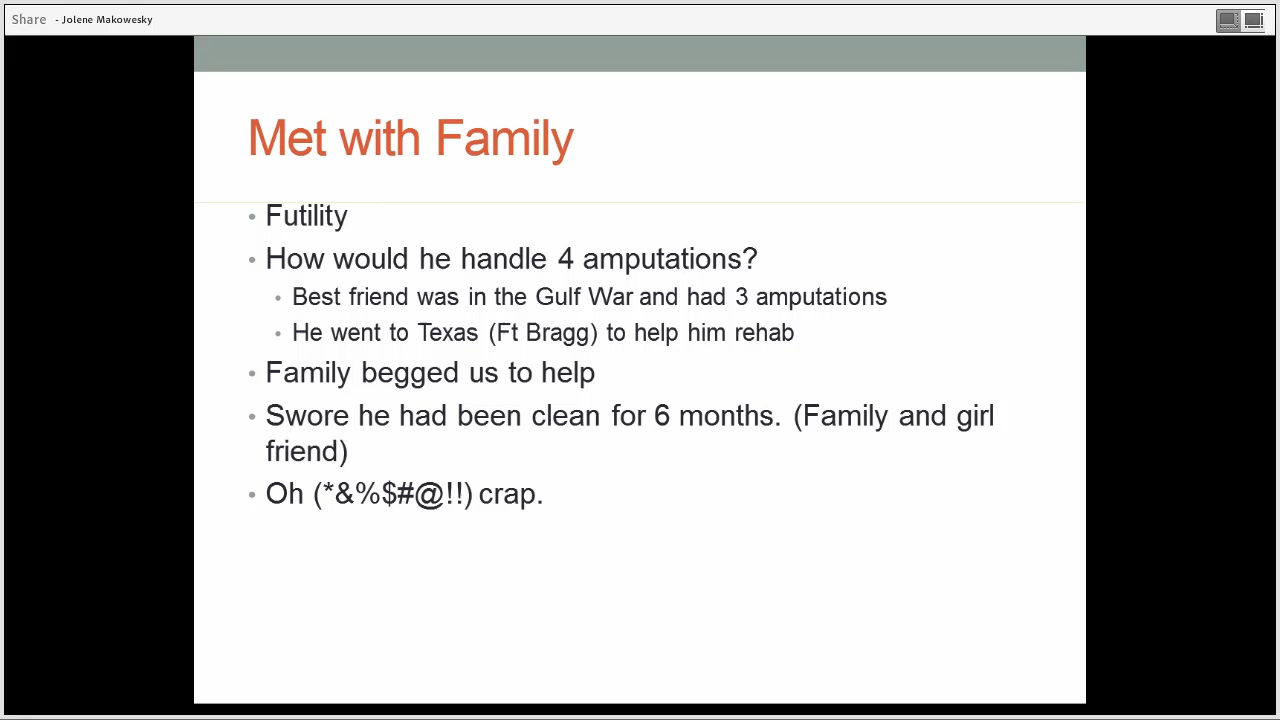 Share - Jolene Makowesky
Met with Family
• Futility
• How would he handle 4 amputations?
• Best friend was in the Gulf War and had 3 amputations
• He went to Texas (Ft Bragg) to help him rehab
• Family begged us to help
• Swore he had been clean for 6 months. (Family and girl
friend)
• Oh (*&%$#@!!) crap.